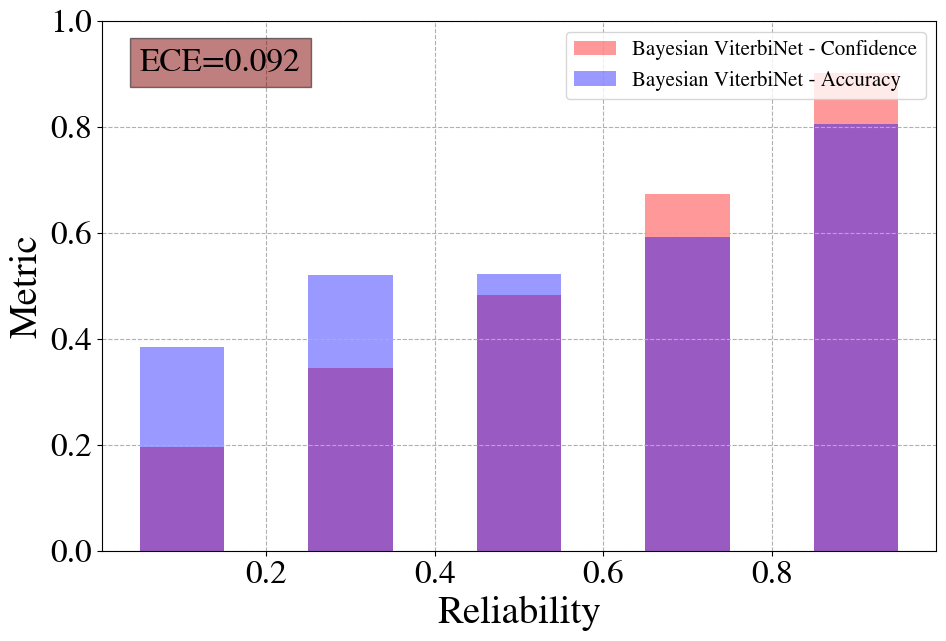 ECE=0.092
Bayesian ViterbiNet - Confidence
Bayesian ViterbiNet - Accuracy
Metric
1.0
0.8
0.6
0.4
0.2
0.0
0.2 0.4 0.6 0.8
Reliability